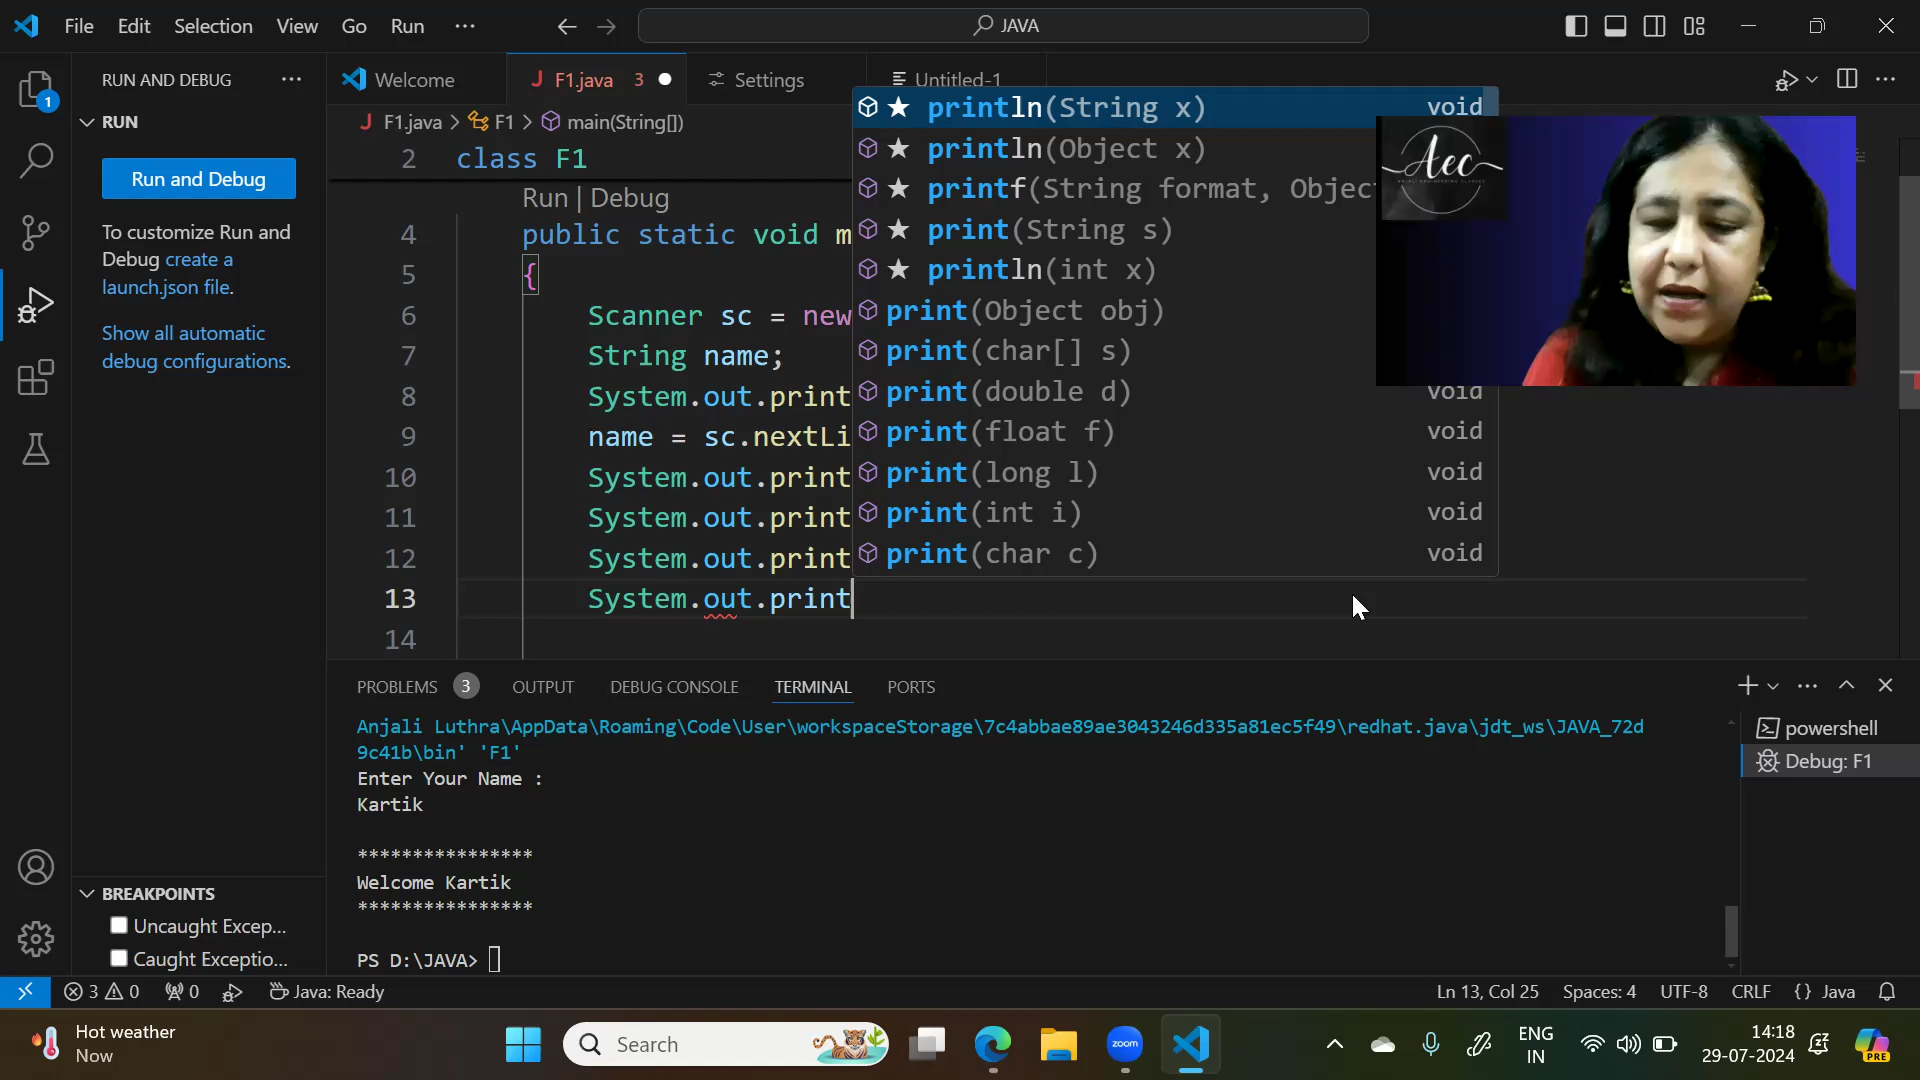 File Edit Selection View Go Run ··· JAVA
RUN AND DEBUG ···
RUN
Run and Debug
To customize Run and
Debug create a
launch.json file.
Show all automatic
debug configurations.
Welcome F1.java 3 Settings Untitled-1
F1.java > F1 > main(String[])
2 class F1
Run | Debug
4 public static void m
5 {
6 Scanner sc = new
7 String name;
8 System.out.print
9 name = sc.nextLi
10 System.out.print
11 System.out.print
12 System.out.print
13 System.out.print
14
println(String x) void
println(Object x)
printf(String format, Objec
print(String s)
println(int x)
print(Object obj)
print(char[] s)
print(double d) void
print(float f) void
print(long l) void
print(int i) void
print(char c) void
Aec
PROBLEMS 3 OUTPUT DEBUG CONSOLE TERMINAL PORTS
Anjali Luthra\AppData\Roaming\Code\User\workspaceStorage\7c4abbae89ae3043246d335a81ec5f49\redhat.java\jdt_ws\JAVA_72d
9c41b\bin' 'F1'
Enter Your Name :
Kartik
****************
Welcome Kartik
****************
PS D:\JAVA>
powershell
Debug: F1
BREAKPOINTS
Uncaught Excep...
Caught Exceptio...
1
3 0 0 Java: Ready Ln 13, Col 25 Spaces: 4 UTF-8 CRLF {} Java
Hot weather
Now
Search
zoom
ENG
IN
14:18
29-07-2024
PRE